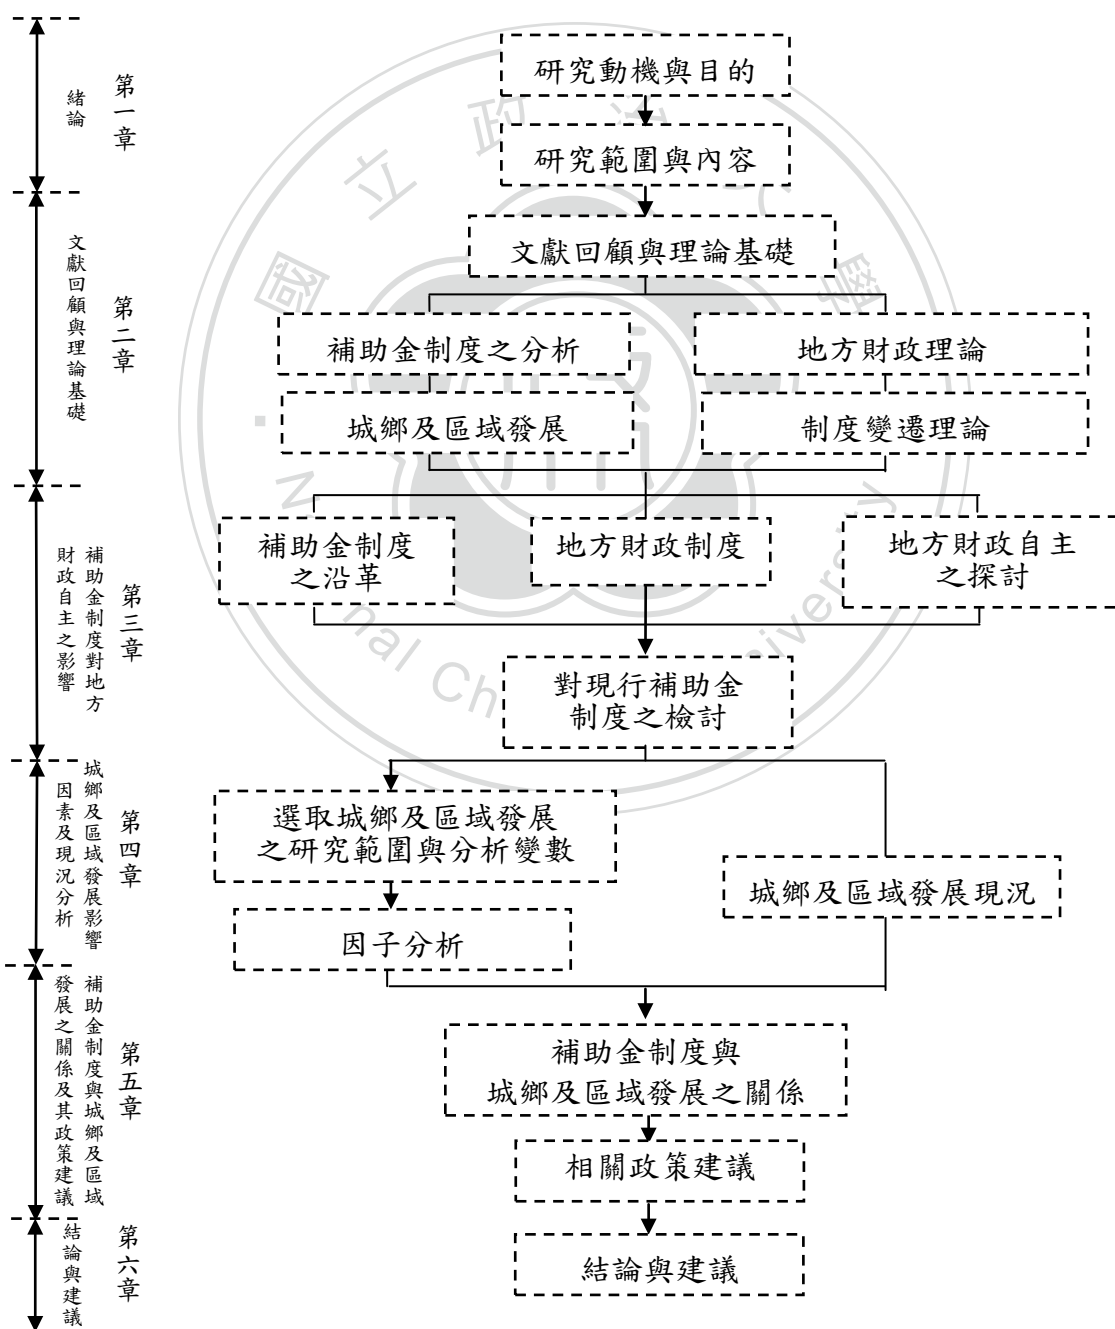 第一章
緒論
研究動機與目的
研究範圍與內容
第二章
文獻回顧與理論基礎
文獻回顧與理論基礎
補助金制度之分析
地方財政理論
城鄉及區域發展
制度變遷理論
第三章
補助金制度對地方
財政自主之影響
補助金制度
之沿革
地方財政制度
地方財政自主
之探討
對現行補助金
制度之檢討
第四章
城鄉及區域發展影響
因素及現況分析
選取城鄉及區域發展
之研究範圍與分析變數
城鄉及區域發展現況
因子分析
第五章
補助金制度與城鄉及區域
發展之關係及其政策建議
補助金制度與
城鄉及區域發展之關係
相關政策建議
第六章
結論與建議
結論與建議
國立政
學
nal Ch
iversity